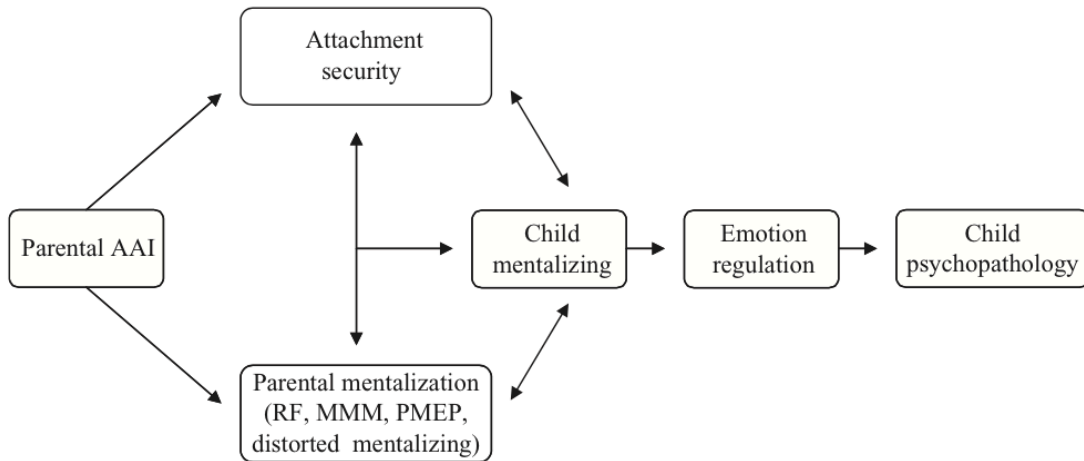 Attachment
security
Parental AAI
Child
mentalizing
Emotion
regulation
Child
psychopathology
Parental mentalization
(RF, MMM, PMEP,
distorted mentalizing)